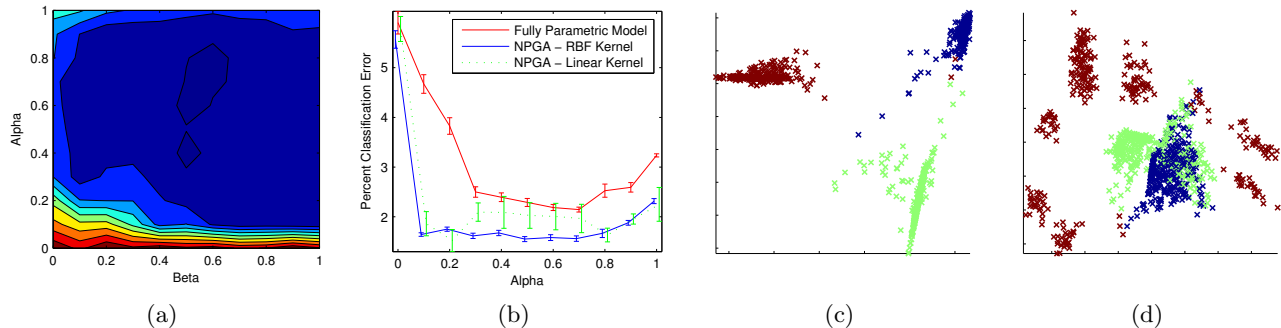 1
0.8
0.6
0.4
0.2
0
Alpha
0 0.2 0.4 0.6 0.8 1
Beta
(a)
Percent Classification Error
5
4
3
2
Fully Parametric Model
NPGA − RBF Kernel
NPGA − Linear Kernel
0 0.2 0.4 0.6 0.8 1
Alpha
(b)
(c)
(d)